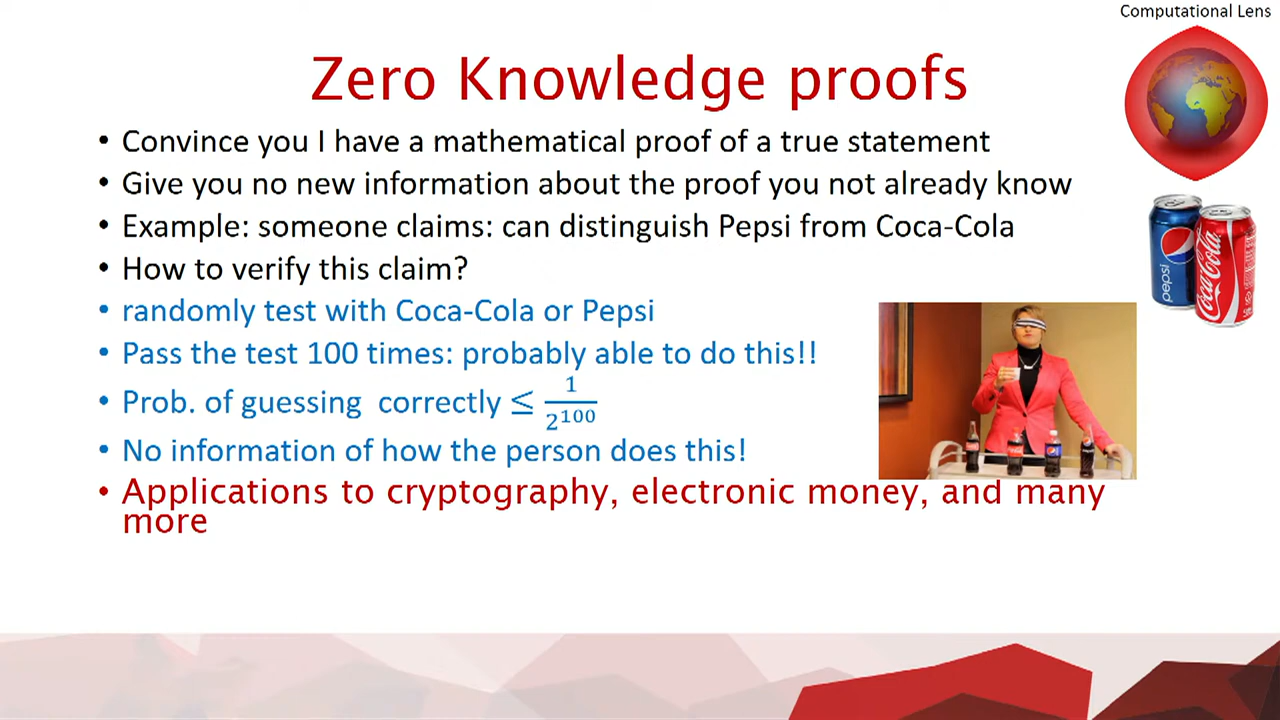 Computational Lens
Zero Knowledge proofs
• Convince you I have a mathematical proof of a true statement
• Give you no new information about the proof you not already know
• Example: someone claims: can distinguish Pepsi from Coca-Cola
• How to verify this claim?
• randomly test with Coca-Cola or Pepsi
• Pass the test 100 times: probably able to do this!!
• Prob. of guessing correctly ≤ 1/2^100
• No information of how the person does this!
• Applications to cryptography, electronic money, and many
more
pepsi
Coca-Cola